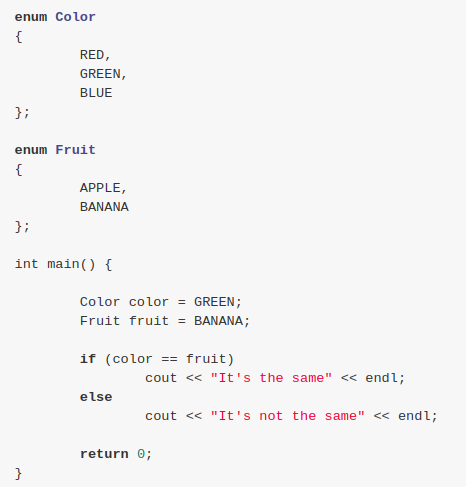 enum Color
{
        RED,
        GREEN,
        BLUE
};

enum Fruit
{
        APPLE,
        BANANA
};

int main() {

        Color color = GREEN;
        Fruit fruit = BANANA;

        if (color == fruit)
                cout << "It's the same" << endl;
        else
                cout << "It's not the same" << endl;

        return 0;
}